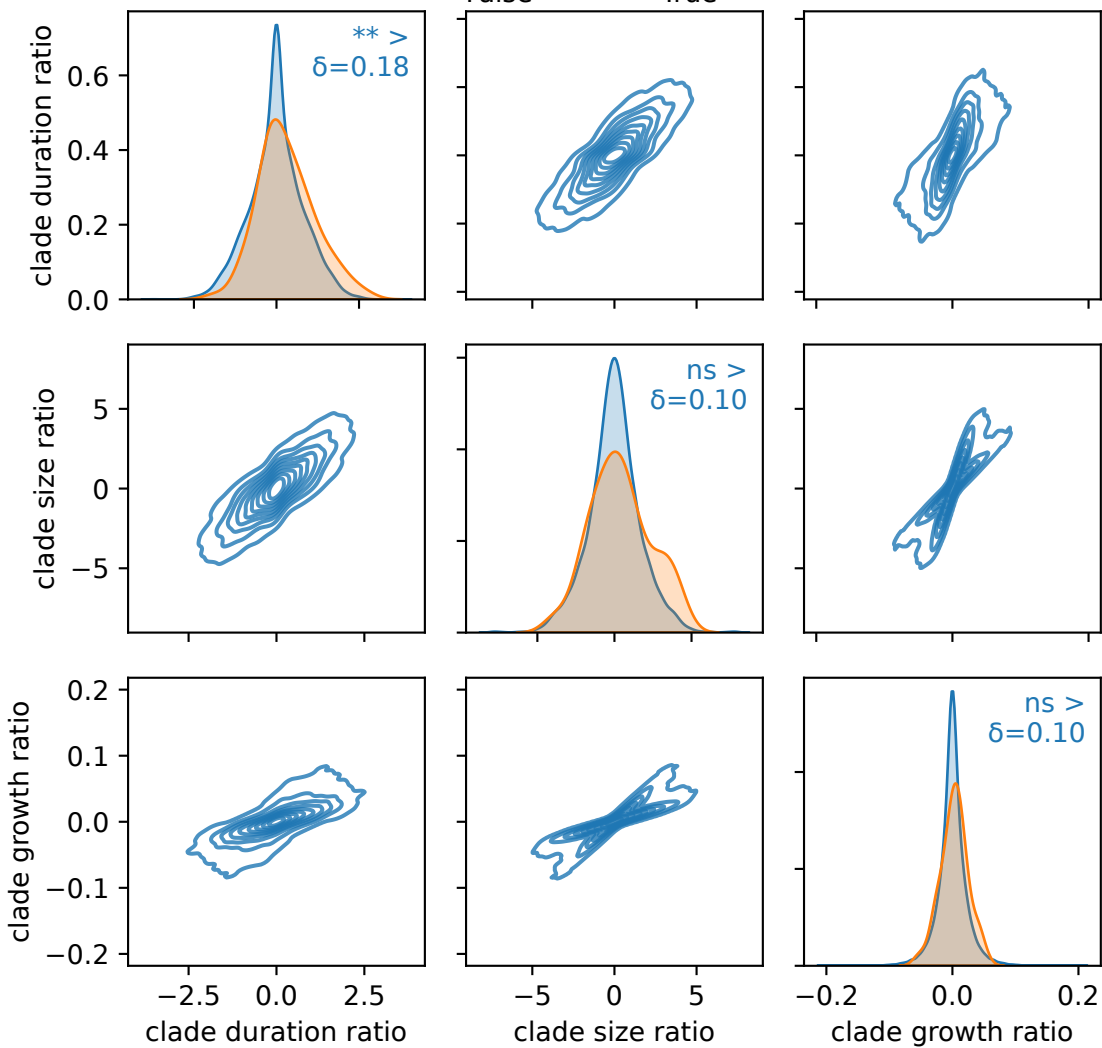 False True
clade duration ratio
0.6
0.4
0.2
0.0
** >
δ=0.18
clade size ratio
5
0
−5
ns >
δ=0.10
clade growth ratio
0.2
0.1
0.0
−0.1
−0.2
ns >
δ=0.10
−2.5 0.0 2.5
−5 0 5
−0.2 0.0 0.2
clade duration ratio
clade size ratio
clade growth ratio